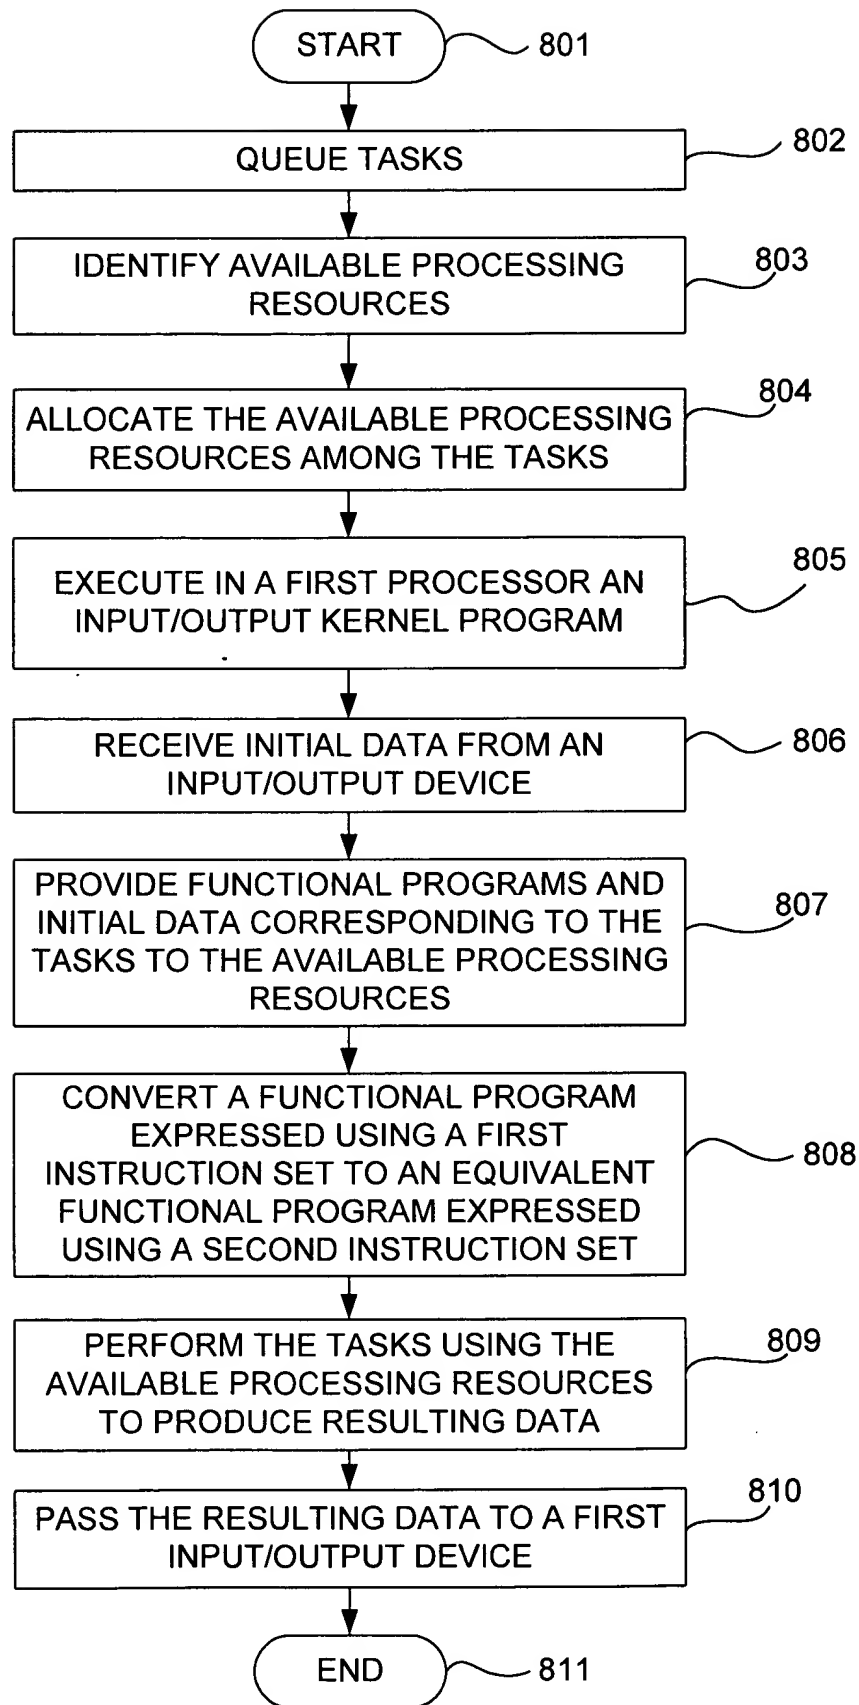 START
801
QUEUE TASKS
802
IDENTIFY AVAILABLE PROCESSING
RESOURCES
803
ALLOCATE THE AVAILABLE PROCESSING
RESOURCES AMONG THE TASKS
804
EXECUTE IN A FIRST PROCESSOR AN
INPUT/OUTPUT KERNEL PROGRAM
805
RECEIVE INITIAL DATA FROM AN
INPUT/OUTPUT DEVICE
806
PROVIDE FUNCTIONAL PROGRAMS AND
INITIAL DATA CORRESPONDING TO THE
TASKS TO THE AVAILABLE PROCESSING
RESOURCES
807
CONVERT A FUNCTIONAL PROGRAM
EXPRESSED USING A FIRST
INSTRUCTION SET TO AN EQUIVALENT
FUNCTIONAL PROGRAM EXPRESSED
USING A SECOND INSTRUCTION SET
808
PERFORM THE TASKS USING THE
AVAILABLE PROCESSING RESOURCES
TO PRODUCE RESULTING DATA
809
PASS THE RESULTING DATA TO A FIRST
INPUT/OUTPUT DEVICE
810
END
811